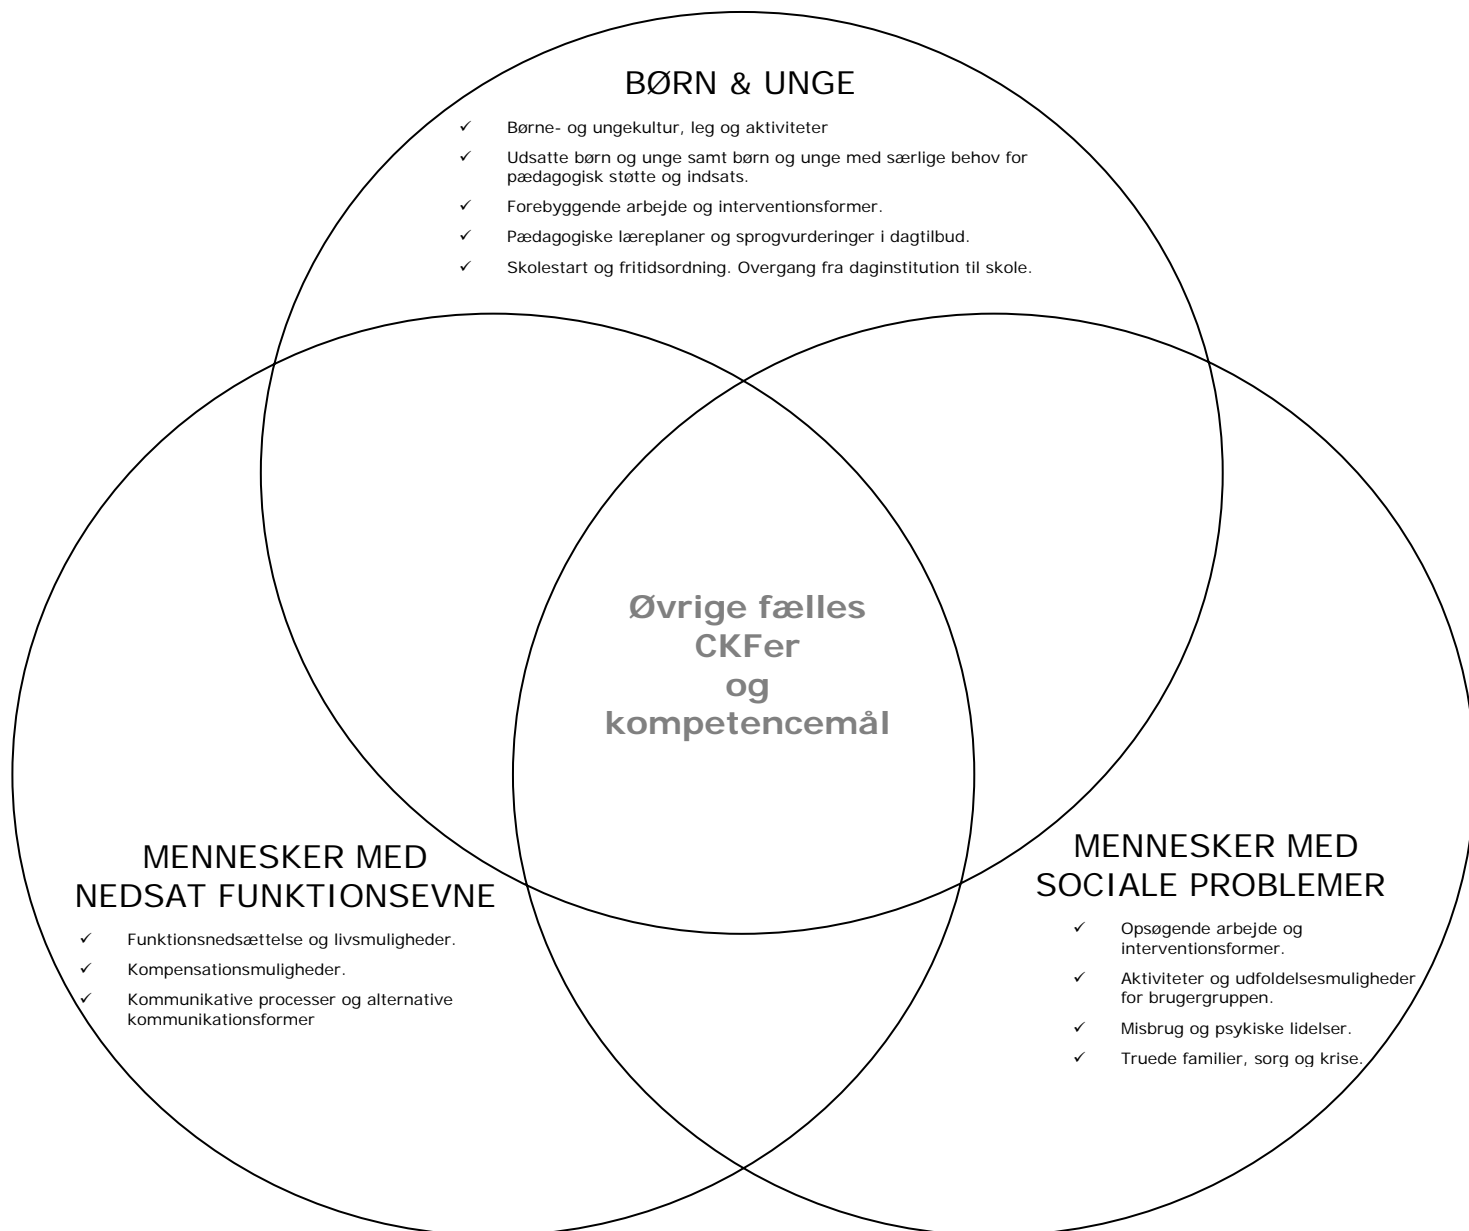 BØRN & UNGE
✓ Børne- og ungekultur, leg og aktiviteter
✓ Udsatte børn og unge samt børn og unge med særlige behov for
pædagogisk støtte og indsats.
✓ Forebyggende arbejde og interventionsformer.
✓ Pædagogiske læreplaner og sprogvurderinger i dagtilbud.
✓ Skolestart og fritidsordning. Overgang fra daginstitution til skole.
Øvrige fælles
CKFer
og
kompetencemål
MENNESKER MED
NEDSAT FUNKTIONSEVNE
✓ Funktionsnedsættelse og livsmuligheder.
✓ Kompensationsmuligheder.
✓ Kommunikative processer og alternative
kommunikationsformer
MENNESKER MED
SOCIALE PROBLEMER
✓ Opsøgende arbejde og
interventionsformer.
✓ Aktiviteter og udfoldelsesmuligheder
for brugergruppen.
✓ Misbrug og psykiske lidelser.
✓ Truede familier, sorg og krise.